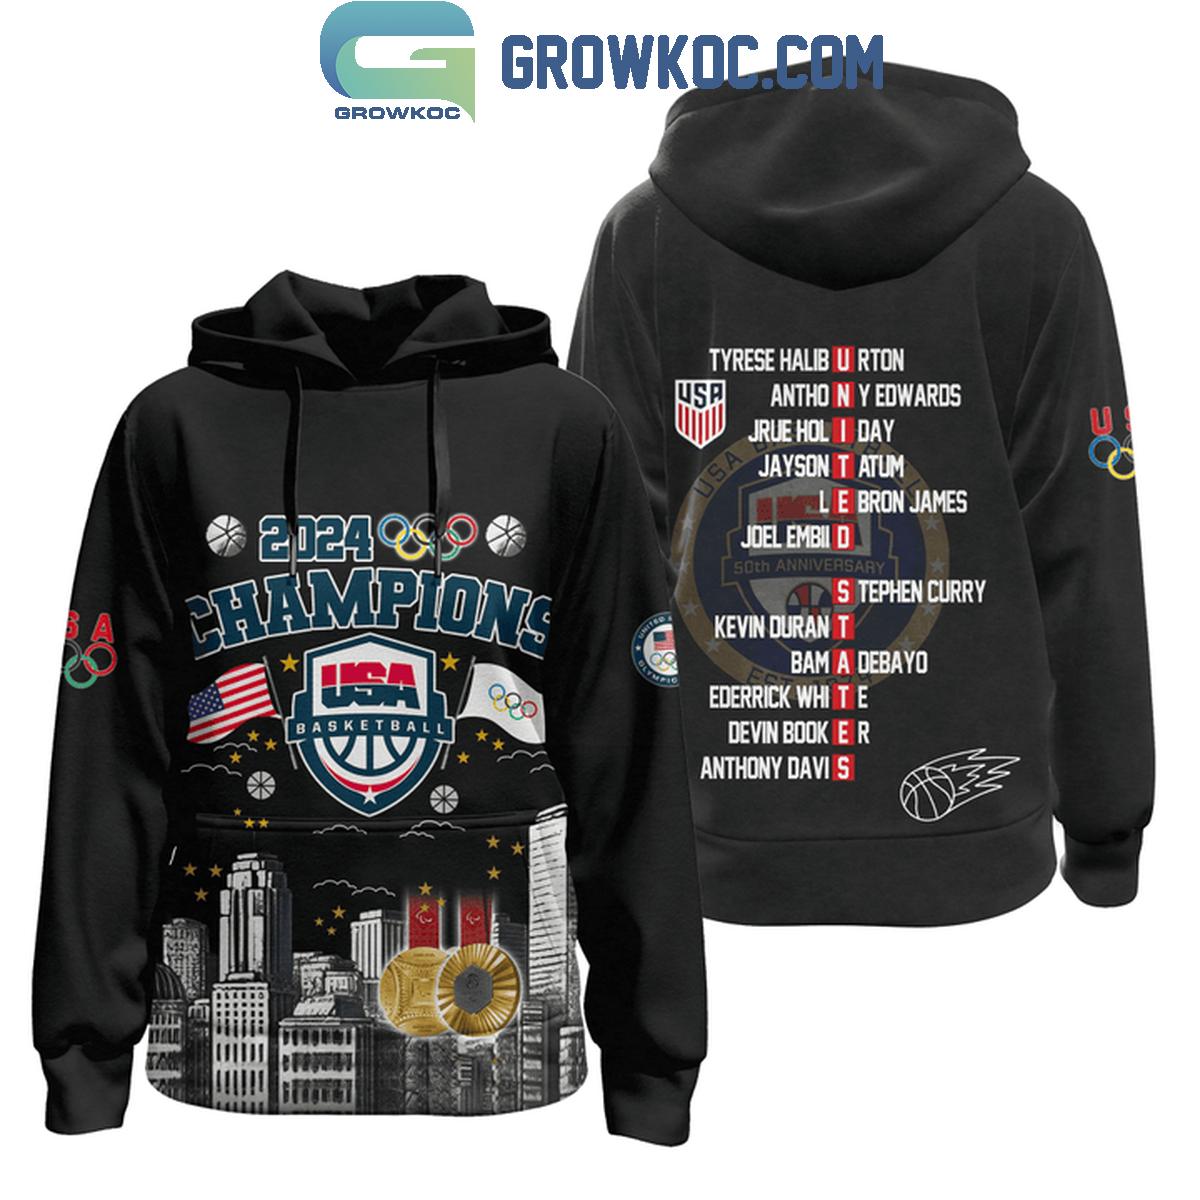 GROWKOC
GROWKOC.COM
2024
CHAMPIONS
USA
BASKETBALL
S A
TYRESE HALIBURTON
ANTHONY EDWARDS
JRUE HOLIDAY
JAYSON TATUM
LEBRON JAMES
JOEL EMBIID
STEPHEN CURRY
KEVIN DURANT
BAM ADEBAYO
EDERRICK WHITE
DEVIN BOOKER
ANTHONY DAVIS
USA
USA
50th ANNIVERSARY
U S